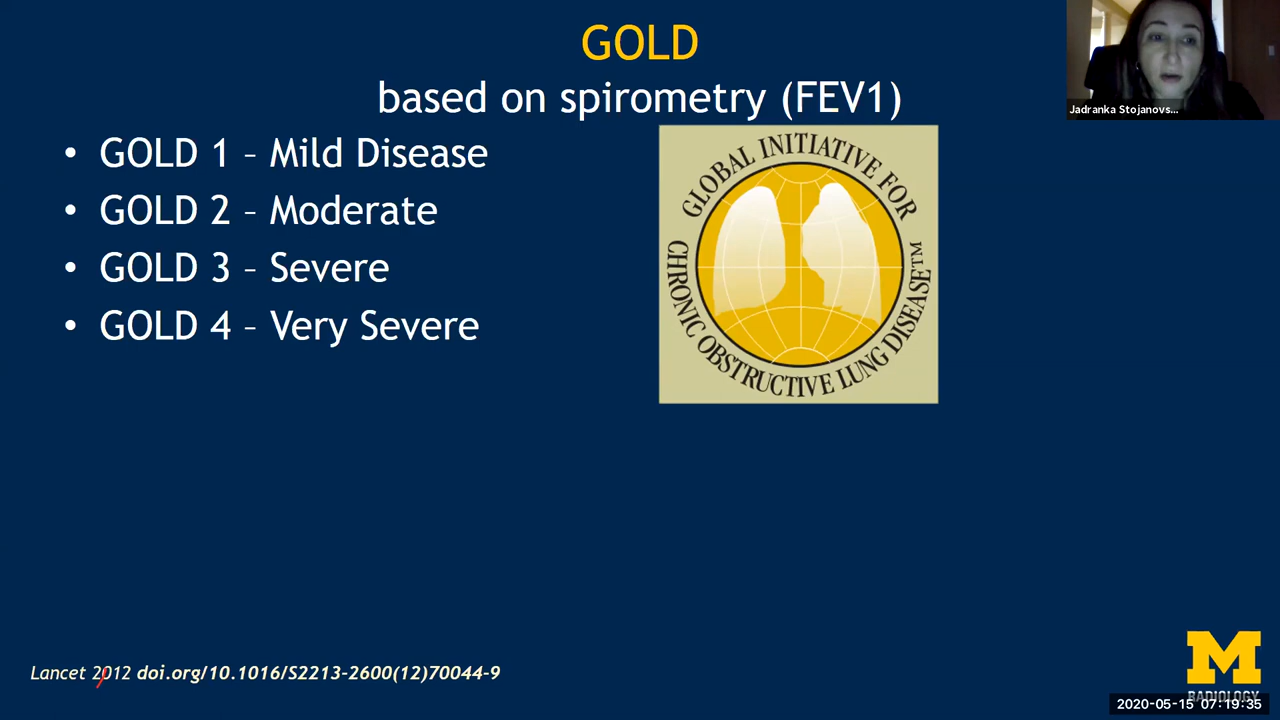 GOLD
based on spirometry (FEV1)
• GOLD 1 – Mild Disease
• GOLD 2 – Moderate
• GOLD 3 – Severe
• GOLD 4 – Very Severe
GLOBAL INITIATIVE FOR
CHRONIC OBSTRUCTIVE LUNG DISEASE™
Jadranka Stojanovs...
Lancet 2012 doi.org/10.1016/S2213-2600(12)70044-9
M
RADIOLOGY
2020-05-15 07:19:35